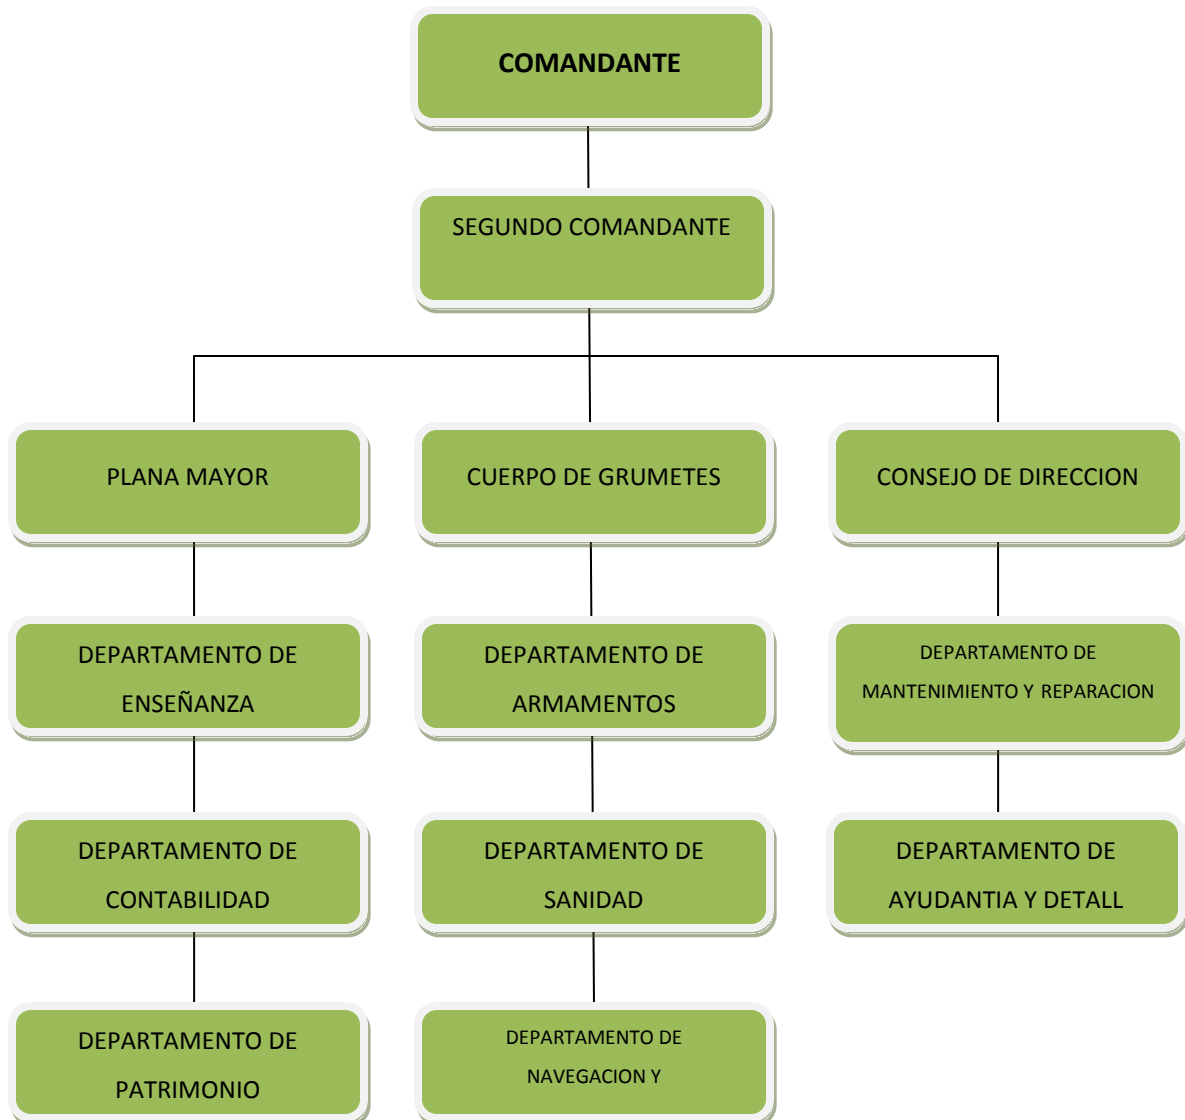 COMANDANTE
SEGUNDO COMANDANTE
PLANA MAYOR
CUERPO DE GRUMETES
CONSEJO DE DIRECCION
DEPARTAMENTO DE
ENSEÑANZA
DEPARTAMENTO DE
ARMAMENTOS
DEPARTAMENTO DE
MANTENIMIENTO Y REPARACION
DEPARTAMENTO DE
CONTABILIDAD
DEPARTAMENTO DE
SANIDAD
DEPARTAMENTO DE
AYUDANTIA Y DETALL
DEPARTAMENTO DE
PATRIMONIO
DEPARTAMENTO DE
NAVEGACION Y